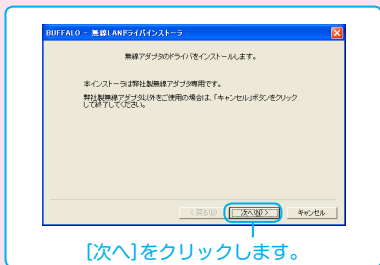 BUFFALO - 無線LANドライバインストーラ
無線アダプタのドライバをインストールします。
本インストーラは弊社製無線アダプタ専用です。
弊社製無線アダプタ以外をご使用の場合は、「キャンセル」ボタンをクリック
して終了してください。
< 戻る(B) 次へ(N) > キャンセル
[次へ]をクリックします。